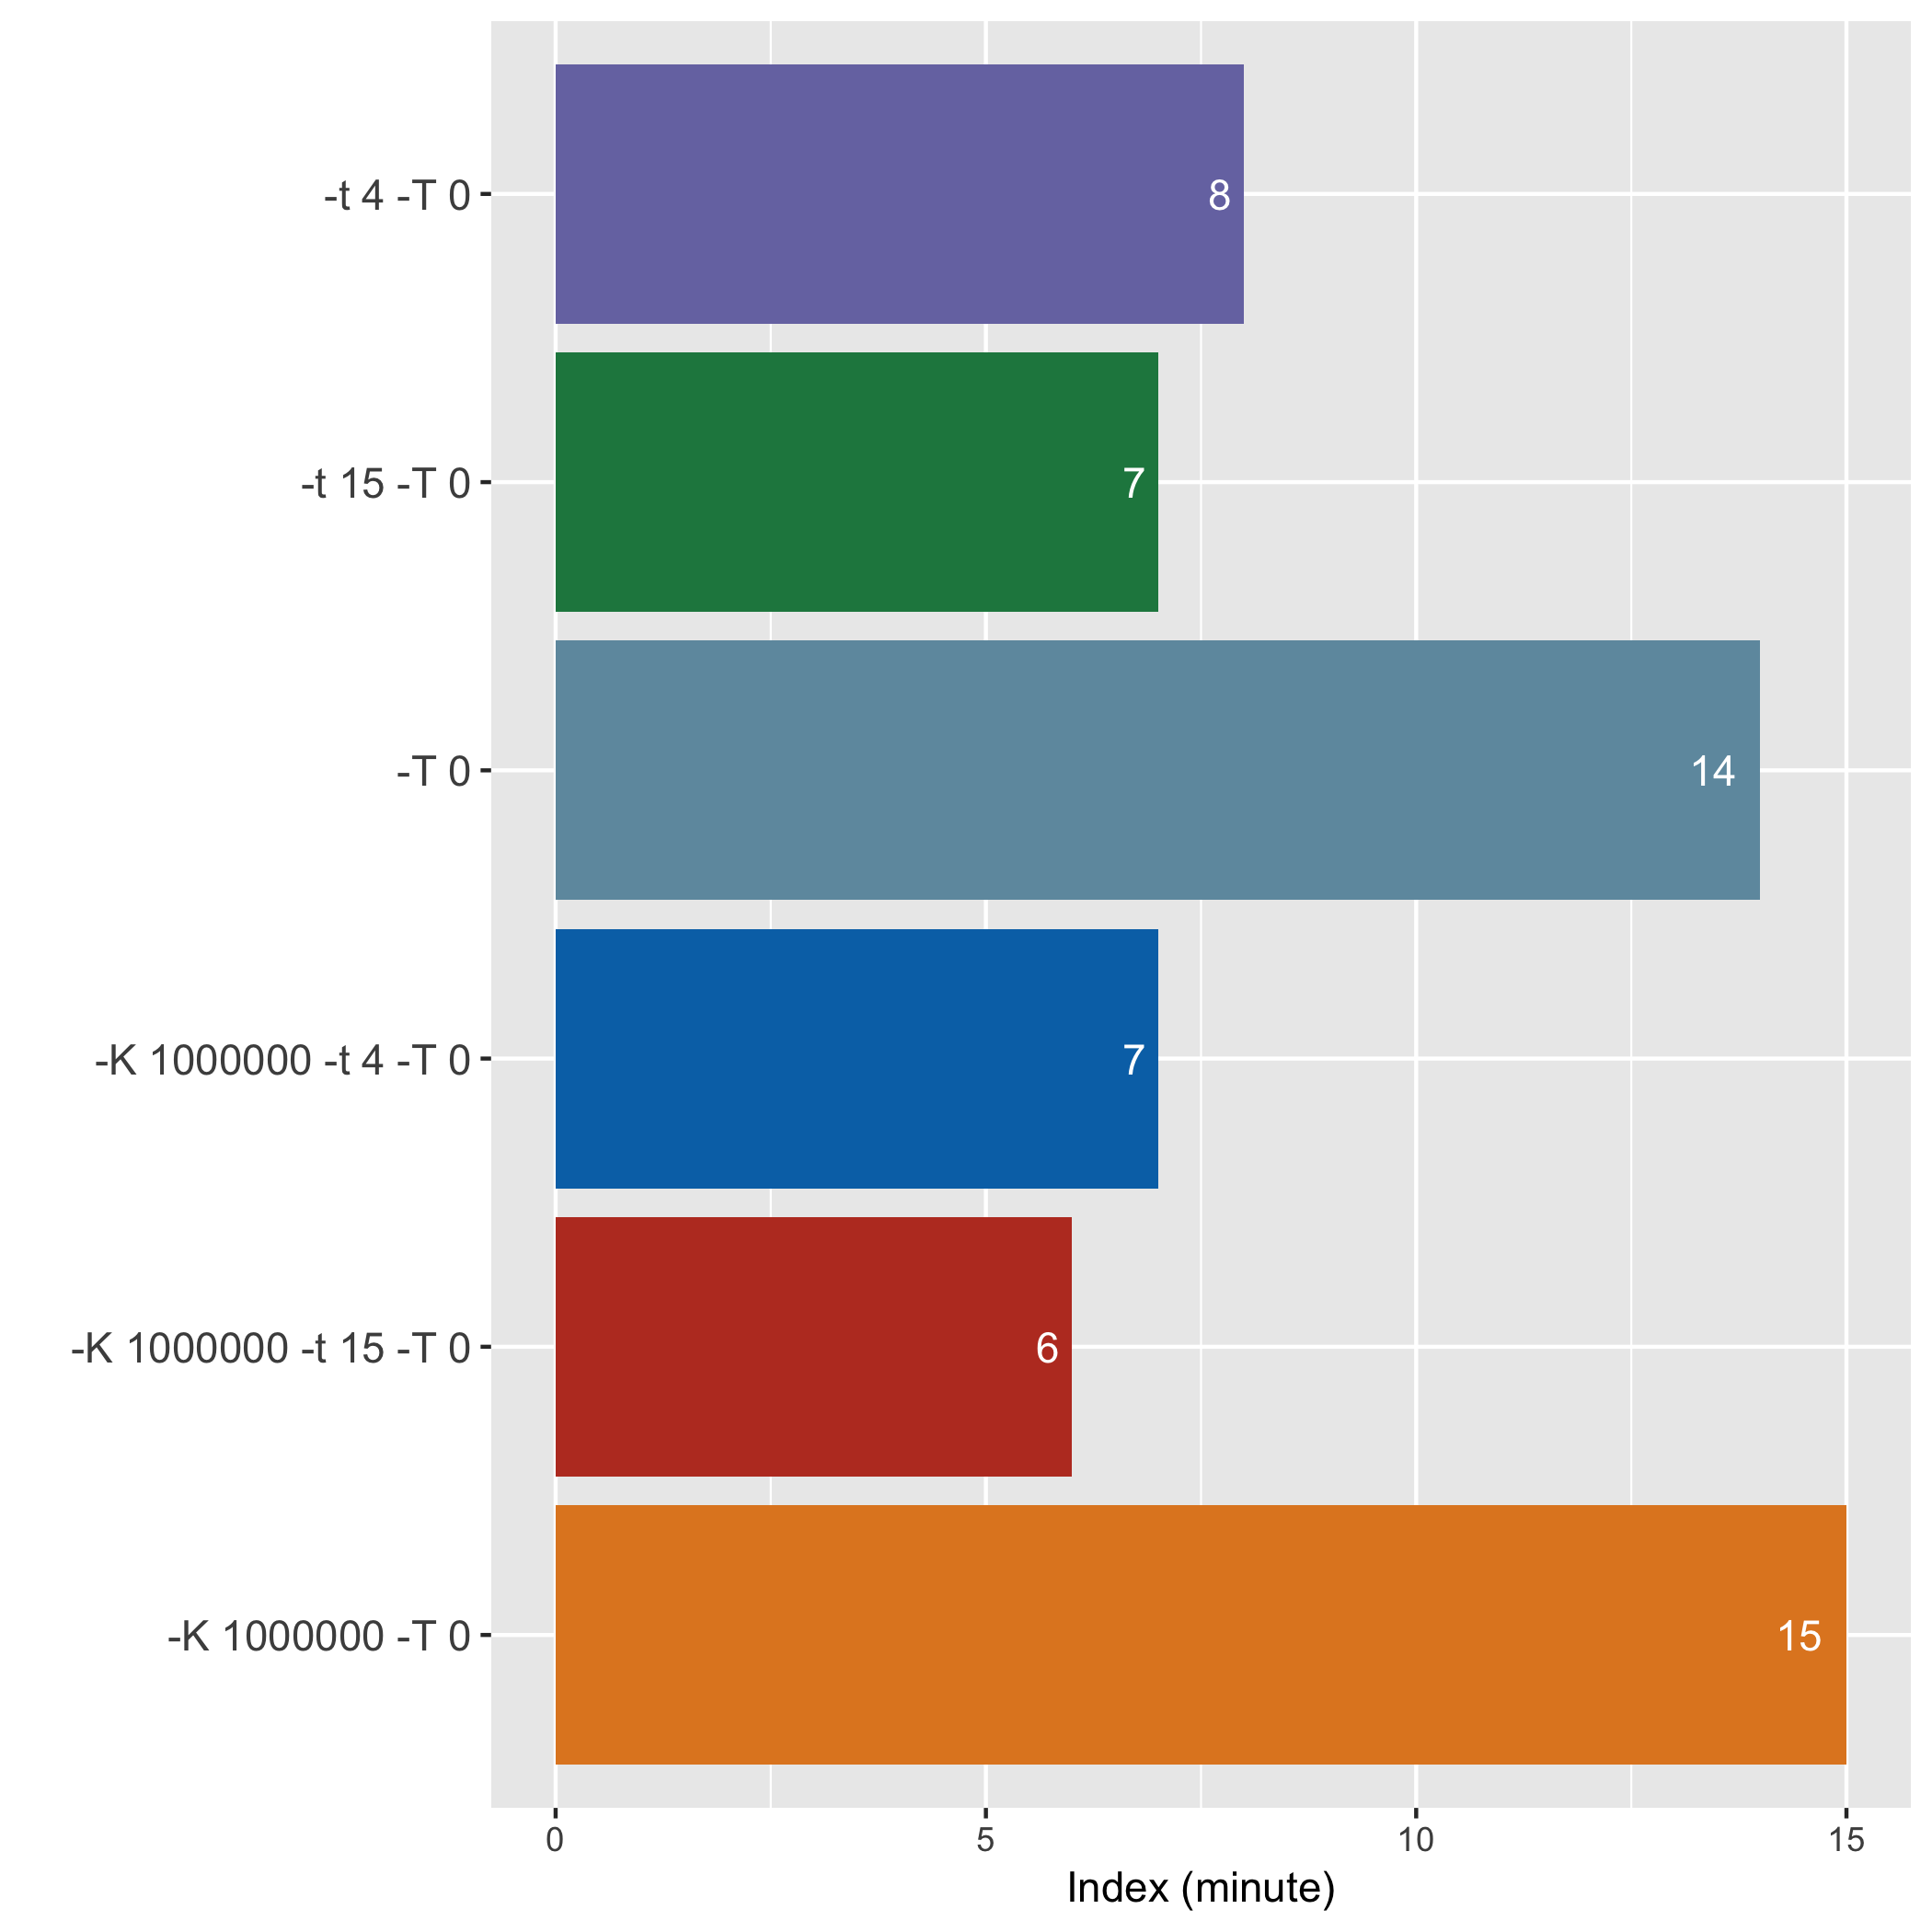 -t 4 -T 0
8
-t 15 -T 0
7
-T 0
14
-K 1000000 -t 4 -T 0
7
-K 1000000 -t 15 -T 0
6
-K 1000000 -T 0
15
0 5 10 15
Index (minute)